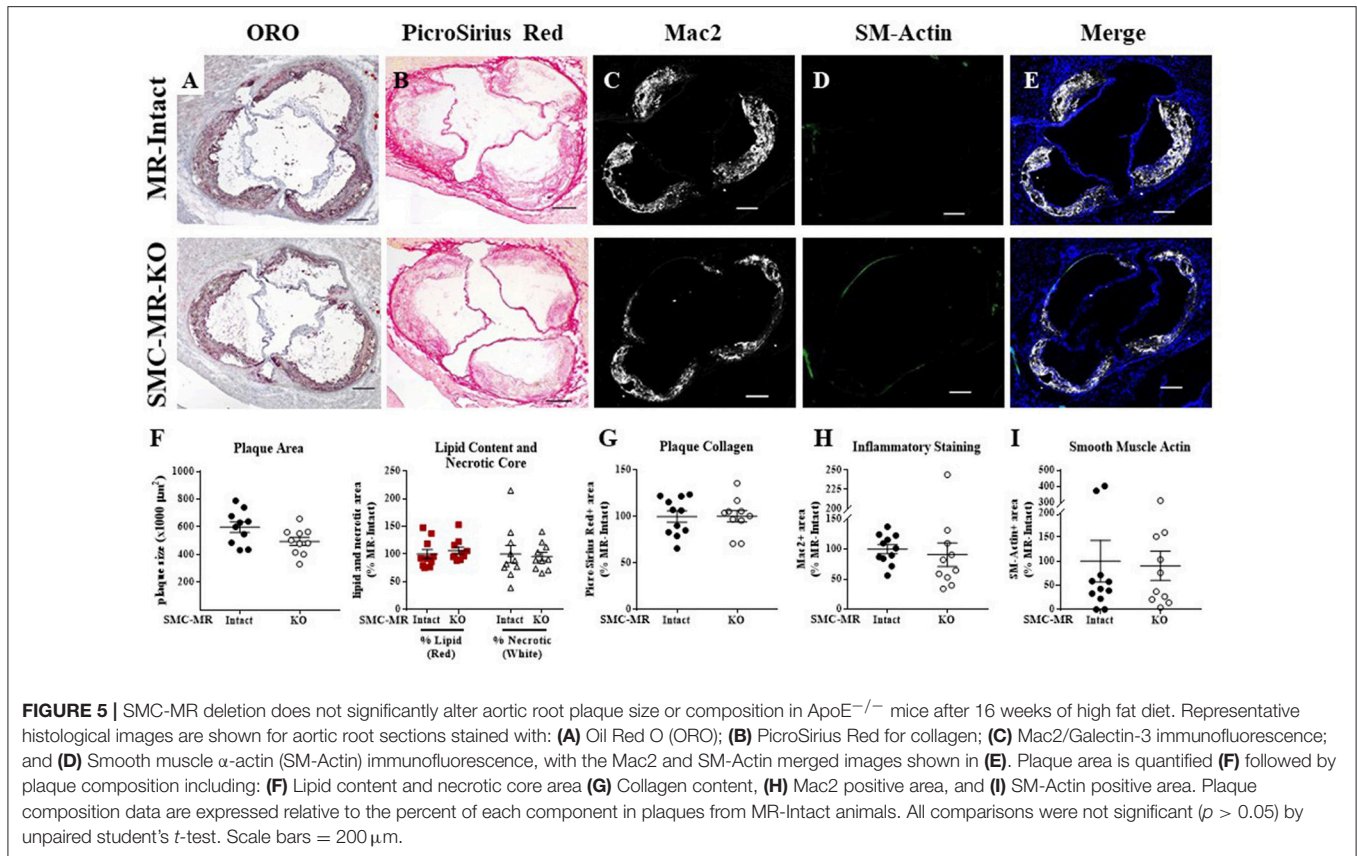 ORO PicroSirius Red Mac2 SM-Actin Merge
MR-Intact
A B C D E
SMC-MR-KO
F
Plaque Area
plaque size (x1000 µm²)
1000
800
600
400
200
0
SMC-MR Intact KO
Lipid Content and
Necrotic Core
lipid and necrotic area
(% MR-Intact)
250
200
150
100
50
0
SMC-MR Intact KO Intact KO
% Lipid % Necrotic
(Red) (White)
G
Plaque Collagen
PicroSirius Red+ area
(% MR-Intact)
150
100
50
0
SMC-MR Intact KO
H
Inflammatory Staining
Mac2+ area
(% MR-Intact)
250
225
200
150
100
50
0
SMC-MR Intact KO
I
Smooth Muscle Actin
SM-Actin+ area
(% MR-Intact)
500
400
300
200
150
100
50
0
SMC-MR Intact KO
FIGURE 5 | SMC-MR deletion does not significantly alter aortic root plaque size or composition in ApoE−/− mice after 16 weeks of high fat diet. Representative
histological images are shown for aortic root sections stained with: (A) Oil Red O (ORO); (B) PicroSirius Red for collagen; (C) Mac2/Galectin-3 immunofluorescence;
and (D) Smooth muscle α-actin (SM-Actin) immunofluorescence, with the Mac2 and SM-Actin merged images shown in (E). Plaque area is quantified (F) followed by
plaque composition including: (F) Lipid content and necrotic core area (G) Collagen content, (H) Mac2 positive area, and (I) SM-Actin positive area. Plaque
composition data are expressed relative to the percent of each component in plaques from MR-Intact animals. All comparisons were not significant (p > 0.05) by
unpaired student's t-test. Scale bars = 200 µm.